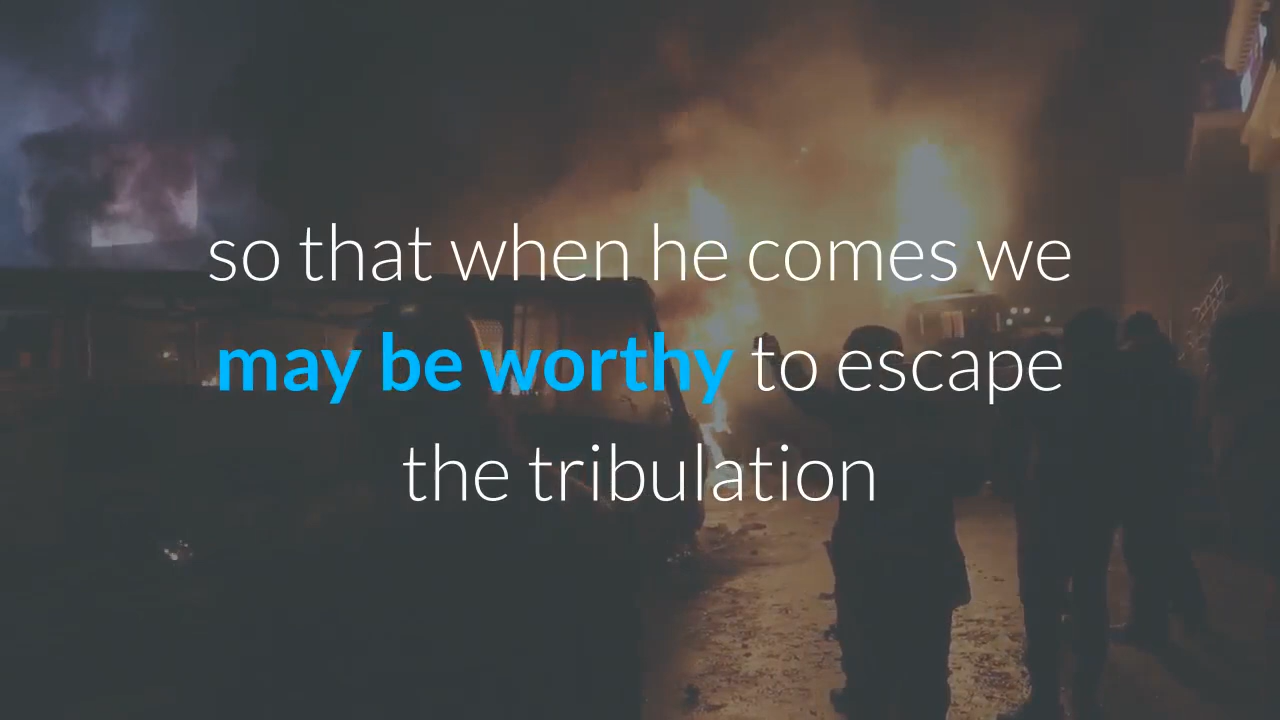 so that when he comes we
may be worthy to escape
the tribulation